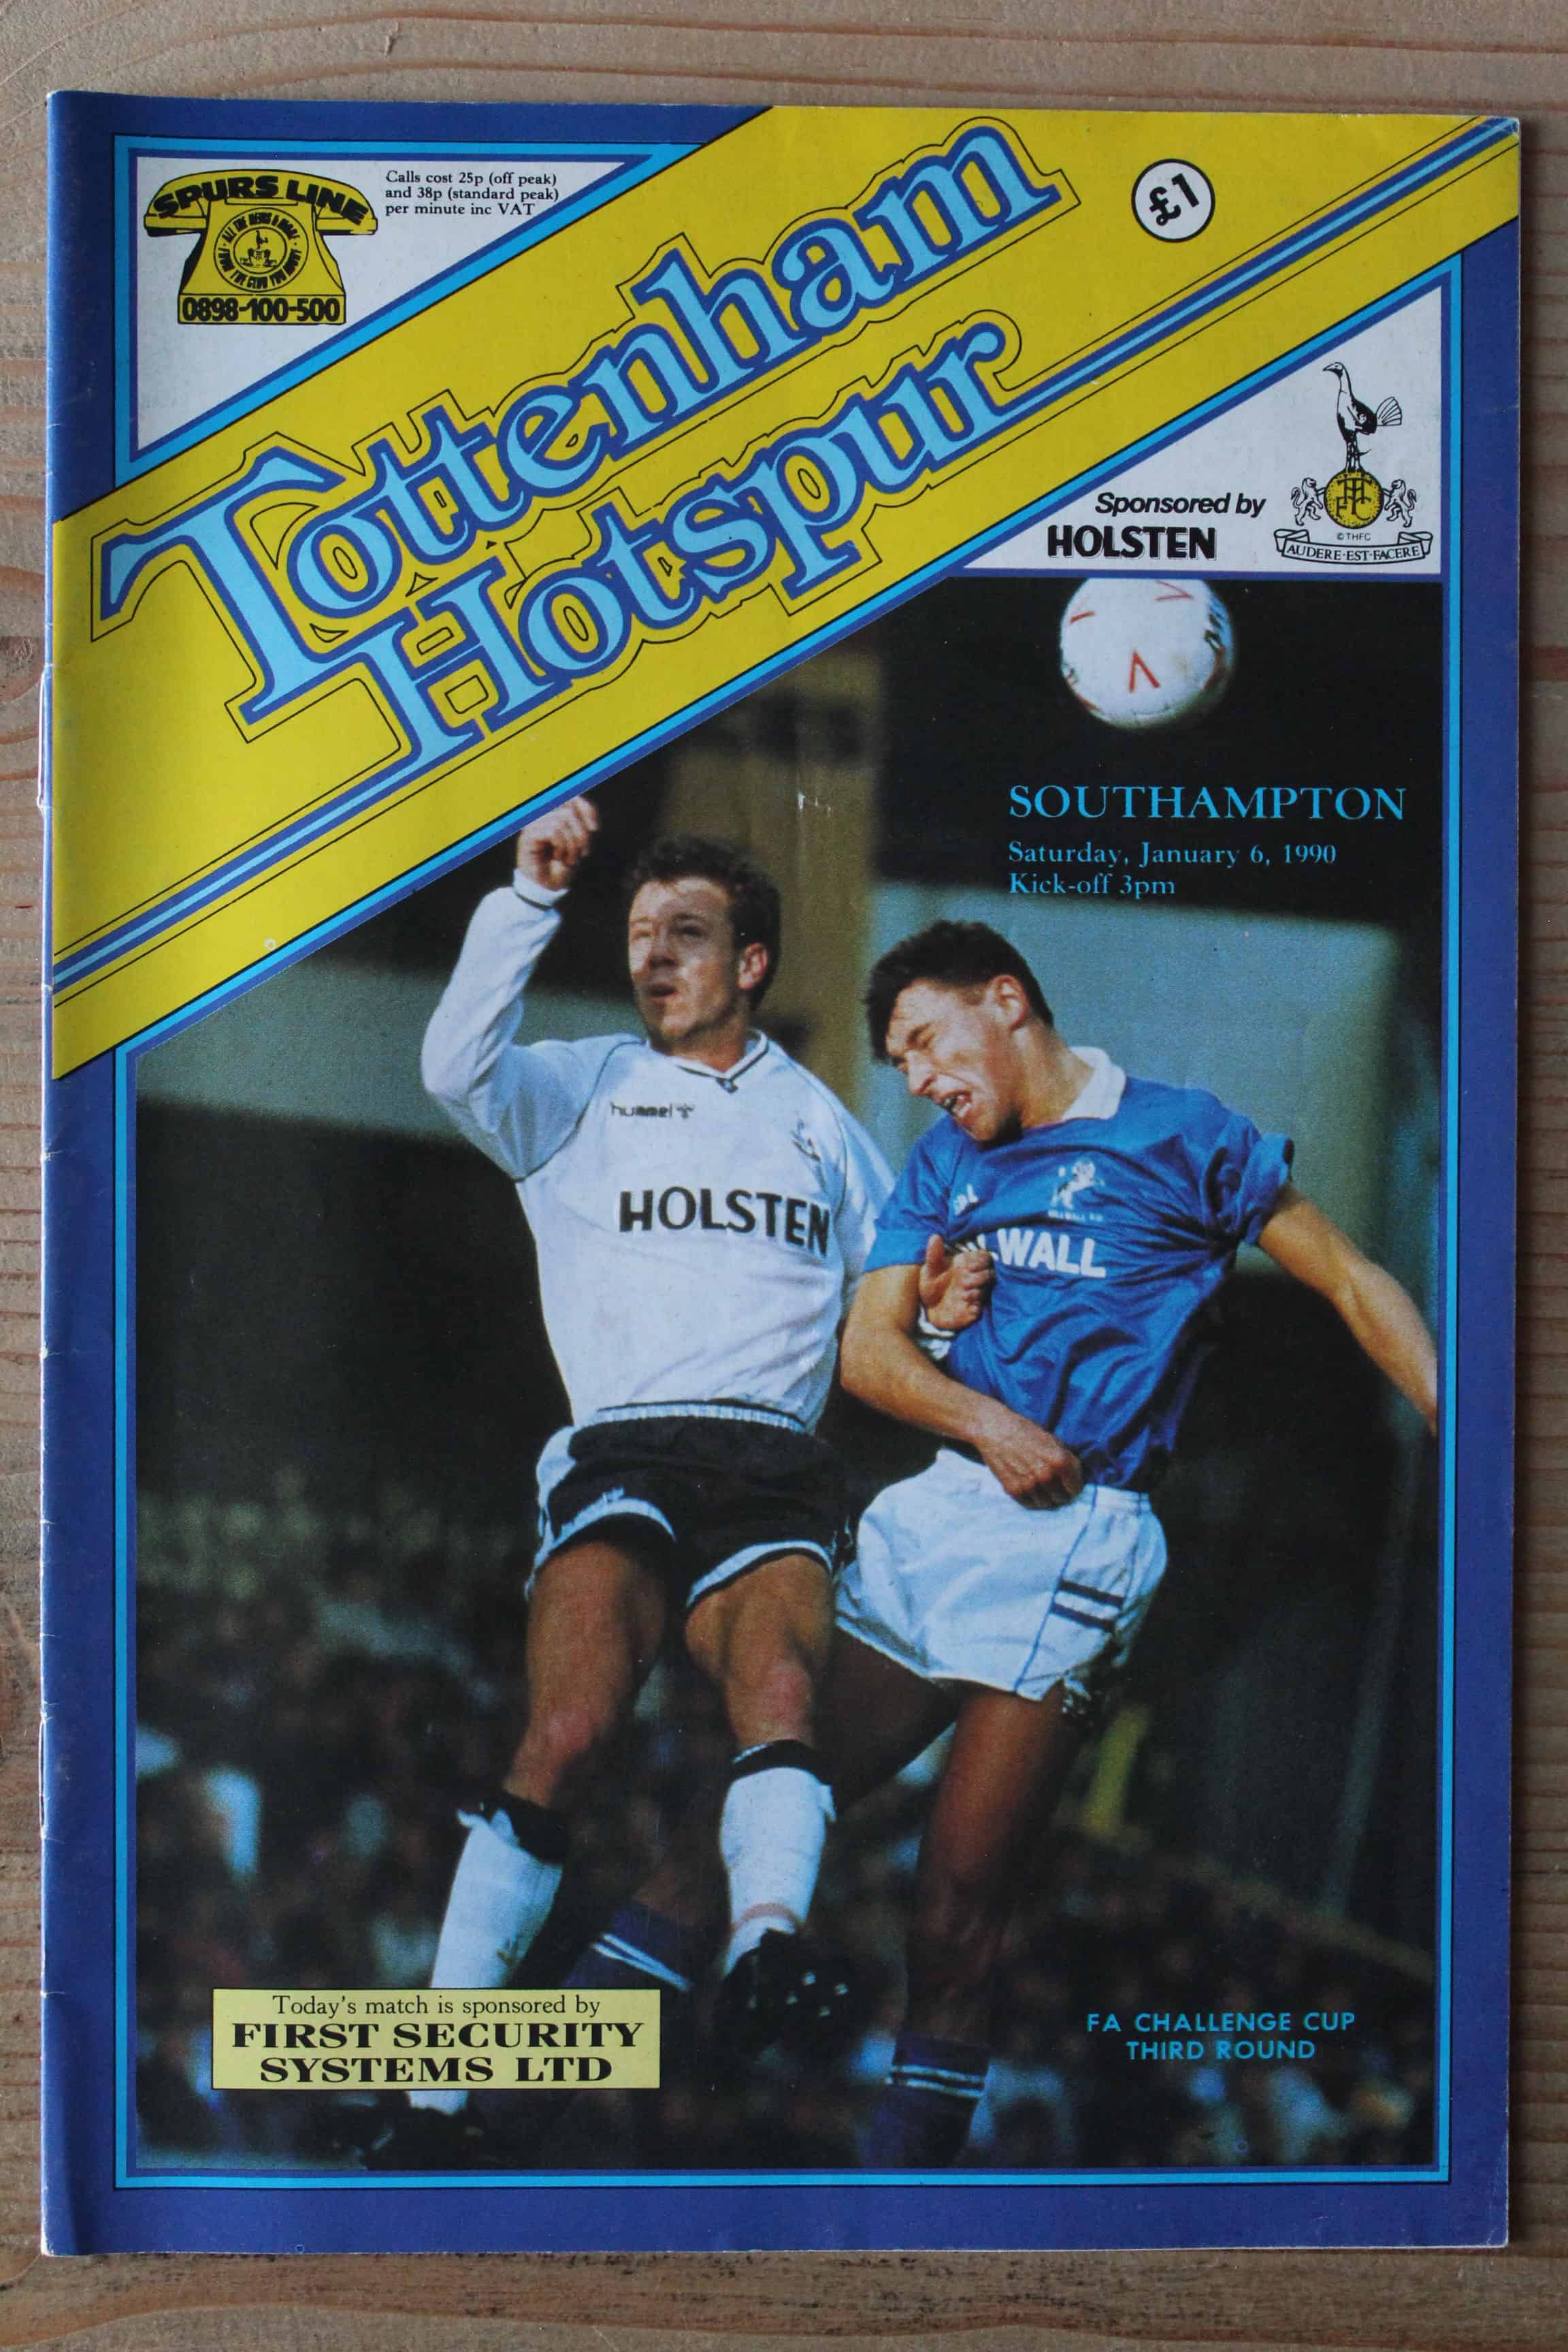 SPURS LINE
0898-100-500
Calls cost 25p (off peak)
and 38p (standard peak)
per minute inc VAT
£1
Tottenham
Hotspur
Sponsored by
HOLSTEN
THFC
©THFC
AUDERE·EST·FACERE
SOUTHAMPTON
Saturday, January 6, 1990
Kick-off 3pm
hummel
HOLSTEN
WALL
Today's match is sponsored by
FIRST SECURITY
SYSTEMS LTD
FA CHALLENGE CUP
THIRD ROUND